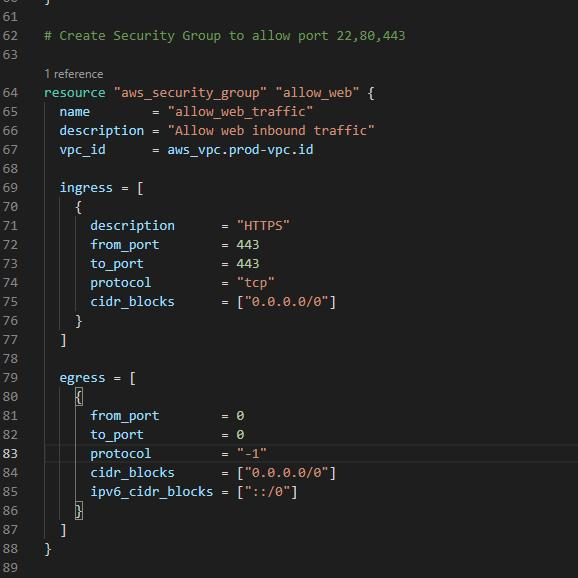 61
62 # Create Security Group to allow port 22,80,443
63
1 reference
64 resource "aws_security_group" "allow_web" {
65   name        = "allow_web_traffic"
66   description = "Allow web inbound traffic"
67   vpc_id      = aws_vpc.prod-vpc.id
68
69   ingress = [
70     {
71       description      = "HTTPS"
72       from_port        = 443
73       to_port          = 443
74       protocol         = "tcp"
75       cidr_blocks      = ["0.0.0.0/0"]
76     }
77   ]
78
79   egress = [
80     {
81       from_port        = 0
82       to_port          = 0
83       protocol         = "-1"
84       cidr_blocks      = ["0.0.0.0/0"]
85       ipv6_cidr_blocks = ["::/0"]
86     }
87   ]
88 }
89